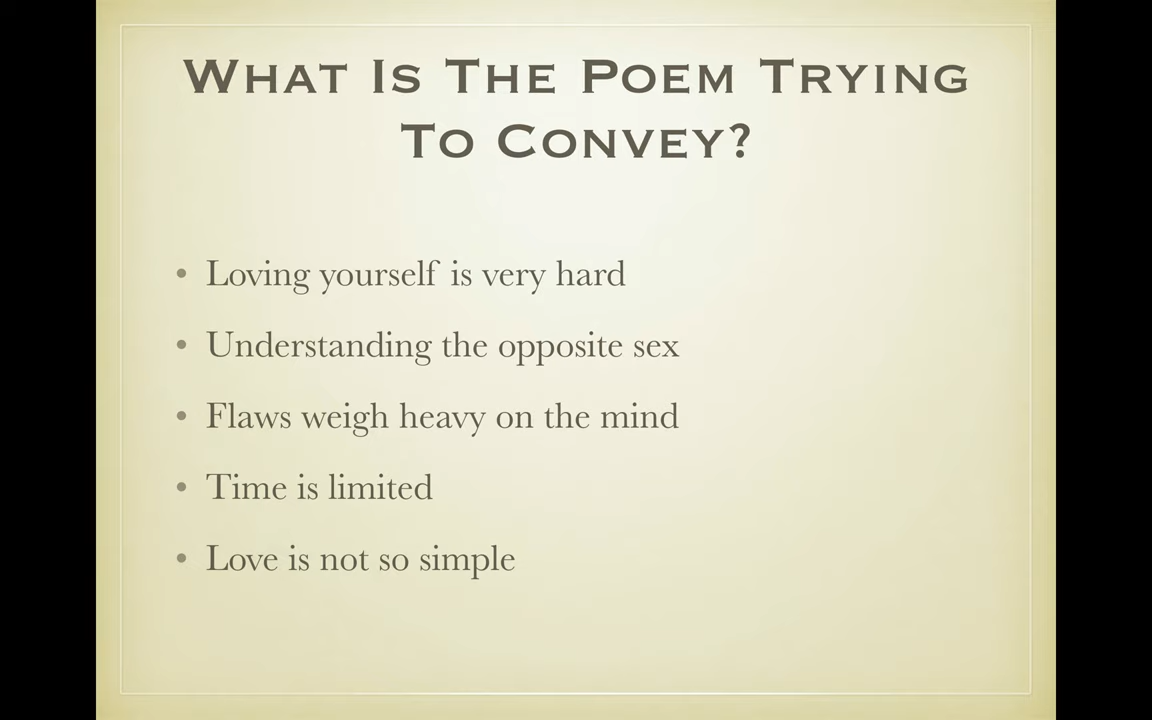 What Is The Poem Trying
To Convey?
• Loving yourself is very hard
• Understanding the opposite sex
• Flaws weigh heavy on the mind
• Time is limited
• Love is not so simple